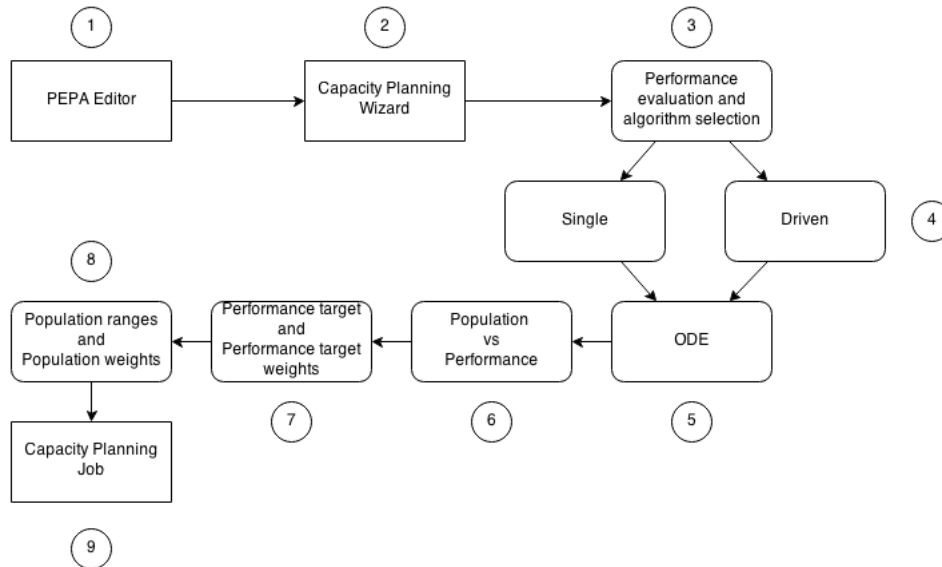 1
2
3
PEPA Editor
Capacity Planning
Wizard
Performance
evaluation and
algorithm selection
Single
Driven
4
8
Population ranges
and
Population weights
Performance target
and
Performance target
weights
Population
vs
Performance
ODE
7
6
5
Capacity Planning
Job
9